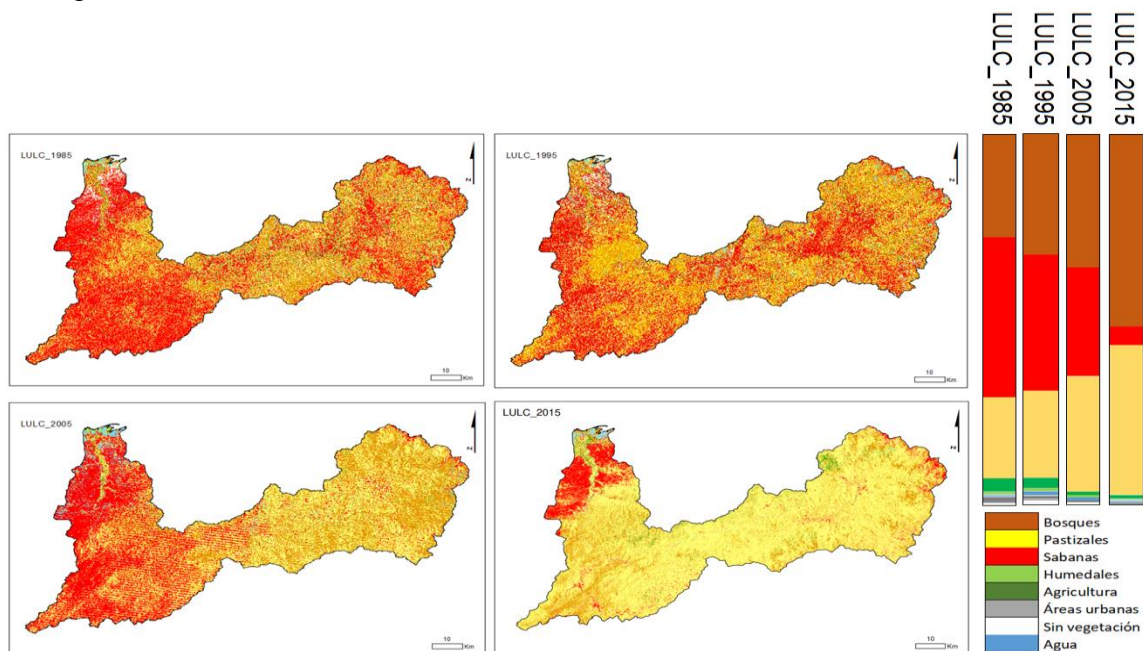 LULC_1985
LULC_1995
LULC_2005
LULC_2015
LULC_1985
N
10
Km
LULC_1995
N
10
Km
LULC_2005
N
10
Km
LULC_2015
N
10
Km
Bosques
Pastizales
Sabanas
Humedales
Agricultura
Áreas urbanas
Sin vegetación
Agua